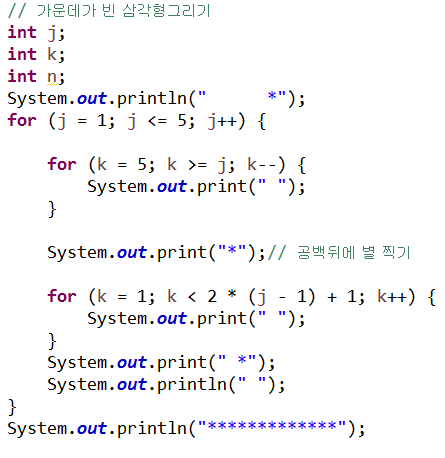 // 가운데가 빈 삼각형그리기
int j;
int k;
int n;
System.out.println("      *");
for (j = 1; j <= 5; j++) {
    for (k = 5; k >= j; k--) {
        System.out.print(" ");
    }
    System.out.print("*");// 공백뒤에 별 찍기
    for (k = 1; k < 2 * (j - 1) + 1; k++) {
        System.out.print(" ");
    }
    System.out.print(" *");
    System.out.println(" ");
}
System.out.println("*************");